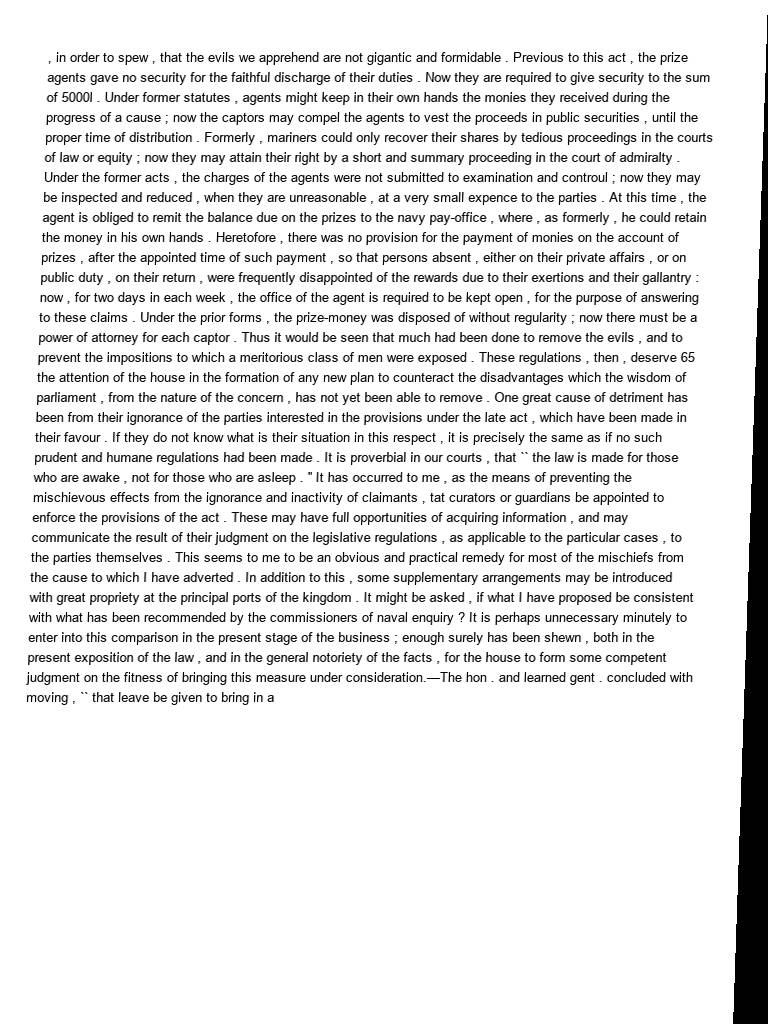 , in order to spew , that the evils we apprehend are not gigantic and formidable . Previous to this act , the prize
agents gave no security for the faithful discharge of their duties . Now they are required to give security to the sum
of 5000l . Under former statutes , agents might keep in their own hands the monies they received during the
progress of a cause ; now the captors may compel the agents to vest the proceeds in public securities , until the
proper time of distribution . Formerly , mariners could only recover their shares by tedious proceedings in the courts
of law or equity ; now they may attain their right by a short and summary proceeding in the court of admiralty .
Under the former acts , the charges of the agents were not submitted to examination and controul ; now they may
be inspected and reduced , when they are unreasonable , at a very small expence to the parties . At this time , the
agent is obliged to remit the balance due on the prizes to the navy pay-office , where , as formerly , he could retain
the money in his own hands . Heretofore , there was no provision for the payment of monies on the account of
prizes , after the appointed time of such payment , so that persons absent , either on their private affairs , or on
public duty , on their return , were frequently disappointed of the rewards due to their exertions and their gallantry :
now , for two days in each week , the office of the agent is required to be kept open , for the purpose of answering
to these claims . Under the prior forms , the prize-money was disposed of without regularity ; now there must be a
power of attorney for each captor . Thus it would be seen that much had been done to remove the evils , and to
prevent the impositions to which a meritorious class of men were exposed . These regulations , then , deserve 65
the attention of the house in the formation of any new plan to counteract the disadvantages which the wisdom of
parliament , from the nature of the concern , has not yet been able to remove . One great cause of detriment has
been from their ignorance of the parties interested in the provisions under the late act , which have been made in
their favour . If they do not know what is their situation in this respect , it is precisely the same as if no such
prudent and humane regulations had been made . It is proverbial in our courts , that `` the law is made for those
who are awake , not for those who are asleep . " It has occurred to me , as the means of preventing the
mischievous effects from the ignorance and inactivity of claimants , tat curators or guardians be appointed to
enforce the provisions of the act . These may have full opportunities of acquiring information , and may
communicate the result of their judgment on the legislative regulations , as applicable to the particular cases , to
the parties themselves . This seems to me to be an obvious and practical remedy for most of the mischiefs from
the cause to which I have adverted . In addition to this , some supplementary arrangements may be introduced
with great propriety at the principal ports of the kingdom . It might be asked , if what I have proposed be consistent
with what has been recommended by the commissioners of naval enquiry ? It is perhaps unnecessary minutely to
enter into this comparison in the present stage of the business ; enough surely has been shewn , both in the
present exposition of the law , and in the general notoriety of the facts , for the house to form some competent
judgment on the fitness of bringing this measure under consideration.—The hon . and learned gent . concluded with
moving , `` that leave be given to bring in a